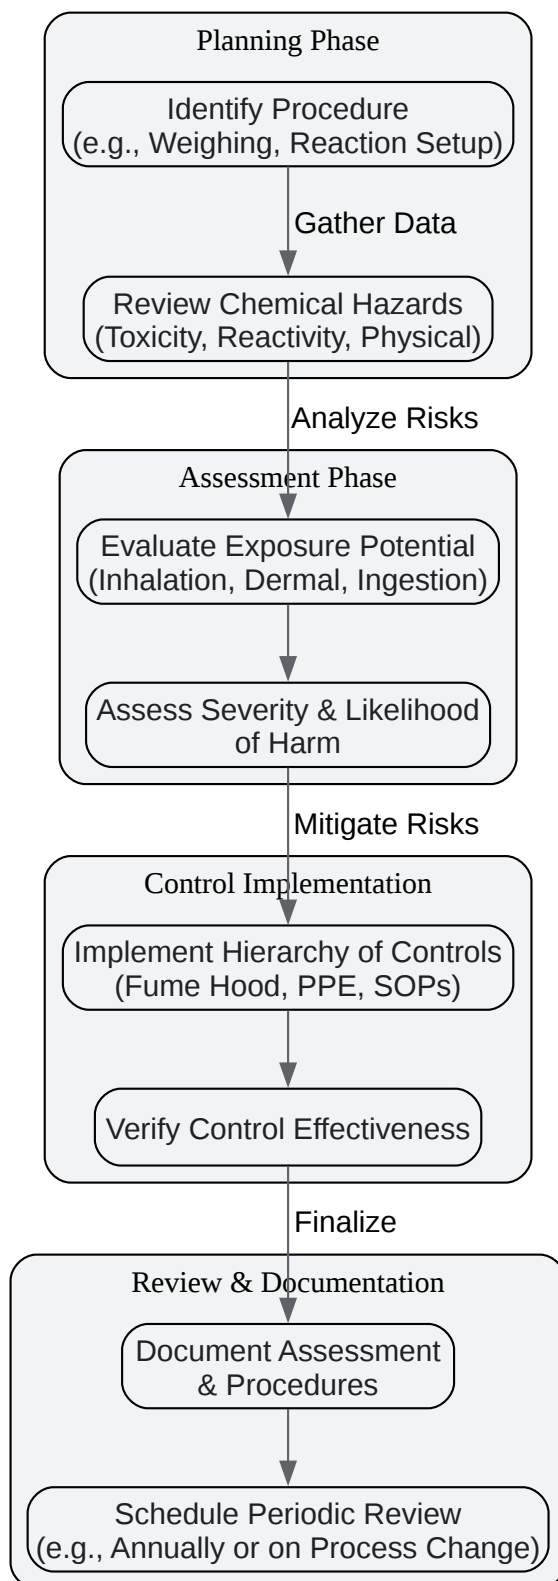 Planning Phase
Identify Procedure
(e.g., Weighing, Reaction Setup)
Gather Data
Review Chemical Hazards
(Toxicity, Reactivity, Physical)
Analyze Risks
Assessment Phase
Evaluate Exposure Potential
(Inhalation, Dermal, Ingestion)
Assess Severity & Likelihood
of Harm
Mitigate Risks
Control Implementation
Implement Hierarchy of Controls
(Fume Hood, PPE, SOPs)
Verify Control Effectiveness
Finalize
Review & Documentation
Document Assessment
& Procedures
Schedule Periodic Review
(e.g., Annually or on Process Change)